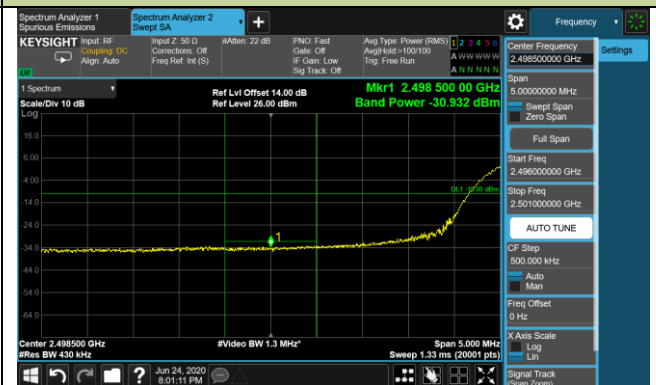 Spectrum Analyzer 1
Spurious Emissions
Spectrum Analyzer 2
Swept SA
+
Frequency
KEYSIGHT
Input: RF
Coupling: DC
Align: Auto
Input Z: 50 Ω
Corrections: Off
Freq Ref: Int (S)
#Atten: 22 dB
PNO: Fast
Gate: Off
IF Gain: Low
Sig Track: Off
Avg Type: Power (RMS)
Avg|Hold:>100/100
Trig: Free Run
1 2 3 4 5 6
A W W W W W
A N N N N N
1 Spectrum
Scale/Div 10 dB
Log
Ref Lvl Offset 14.00 dB
Ref Level 26.00 dBm
Mkr1 2.498 500 00 GHz
Band Power -30.932 dBm
16.0
6.00
-4.00
-14.0
-24.0
-34.0
-44.0
-54.0
-64.0
1
Center 2.498500 GHz
#Res BW 430 kHz
#Video BW 1.3 MHz*
Span 5.000 MHz
Sweep 1.33 ms (20001 pts)
Jun 24, 2020
8:01:11 PM
Center Frequency
2.498500000 GHz
Span
5.00000000 MHz
Swept Span
Zero Span
Full Span
Start Freq
2.496000000 GHz
Stop Freq
2.501000000 GHz
AUTO TUNE
CF Step
500.000 kHz
Auto
Man
Freq Offset
0 Hz
X Axis Scale
Log
Lin
Signal Track
(Span Zoom)
Settings